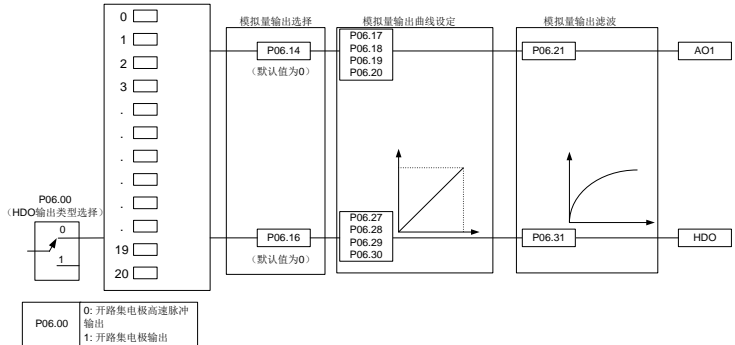 模拟量输出选择
模拟量输出曲线设定
模拟量输出滤波
0
1
2
3
.
.
.
.
.
.
19
20
P06.14
（默认值为0）
P06.17
P06.18
P06.19
P06.20
P06.21
AO1
P06.00
（HDO输出类型选择）
0
1
P06.16
（默认值为0）
P06.27
P06.28
P06.29
P06.30
P06.31
HDO
P06.00
0: 开路集电极高速脉冲
输出
1: 开路集电极输出